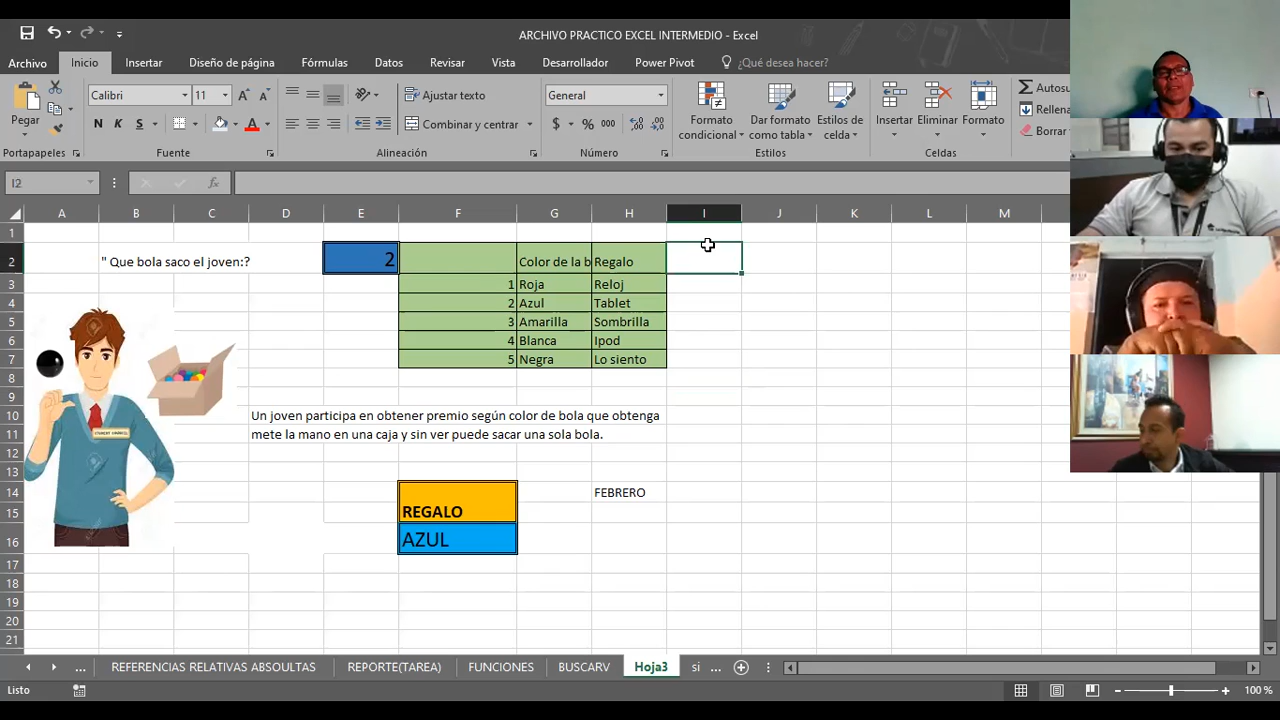 ARCHIVO PRACTICO EXCEL INTERMEDIO - Excel
Archivo Inicio Insertar Diseño de página Fórmulas Datos Revisar Vista Desarrollador Power Pivot ¿Qué desea hacer?
Pegar
Calibri 11
N K S
Ajustar texto
Combinar y centrar
General
$ % 000
Formato condicional
Dar formato como tabla
Estilos de celda
Insertar Eliminar Formato
Autosu
Rellena
Borrar
Portapapeles Fuente Alineación Número Estilos Celdas
I2 fx
A B C D E F G H I J K L M
1
2 " Que bola saco el joven:? 2 Color de la b Regalo
3 1 Roja Reloj
4 2 Azul Tablet
5 3 Amarilla Sombrilla
6 4 Blanca Ipod
7 5 Negra Lo siento
8
9
10 Un joven participa en obtener premio según color de bola que obtenga
11 mete la mano en una caja y sin ver puede sacar una sola bola.
12
13
14 FEBRERO
15 REGALO
16 AZUL
17
18
19
20
21
... REFERENCIAS RELATIVAS ABSOULTAS REPORTE(TAREA) FUNCIONES BUSCARV Hoja3 si ...
Listo 100 %